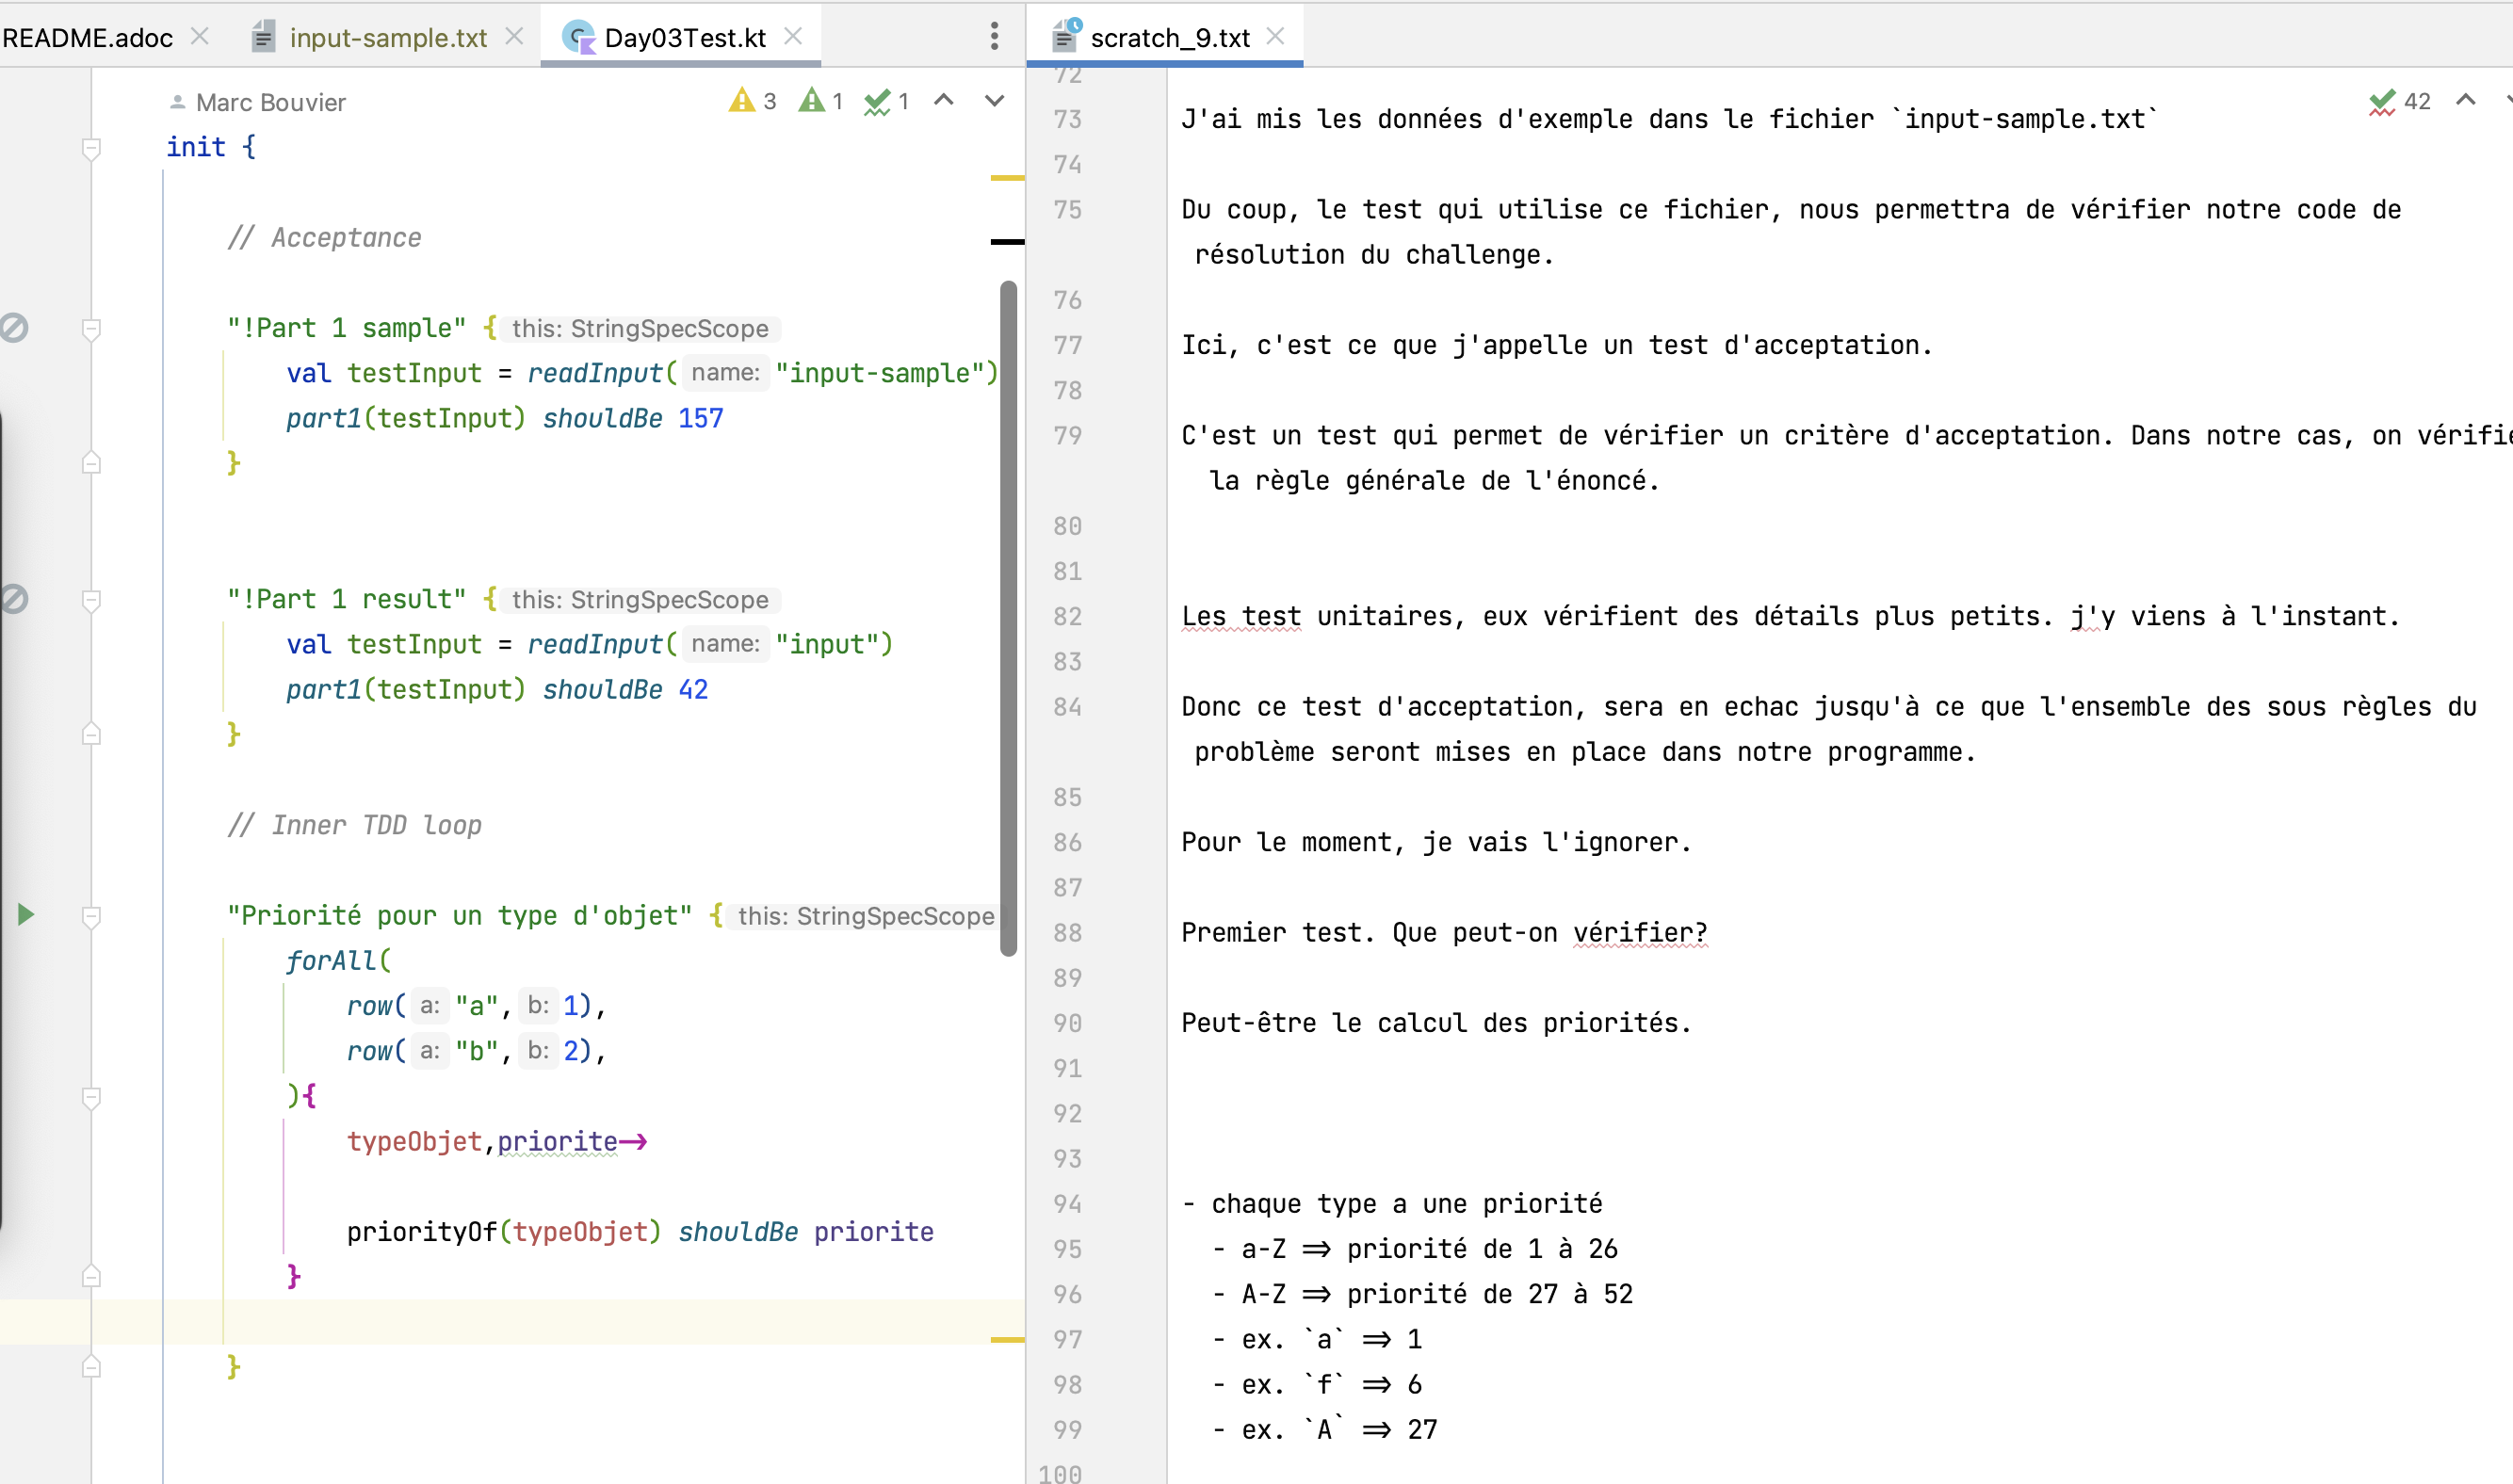 README.adoc
input-sample.txt
Day03Test.kt
Marc Bouvier
3 1 1
init {
// Acceptance
"!Part 1 sample" { this: StringSpecScope
val testInput = readInput( name: "input-sample")
part1(testInput) shouldBe 157
}
"!Part 1 result" { this: StringSpecScope
val testInput = readInput( name: "input")
part1(testInput) shouldBe 42
}
// Inner TDD loop
"Priorité pour un type d'objet" { this: StringSpecScope
forAll(
row( a: "a", b: 1),
row( a: "b", b: 2),
){
typeObjet,priorite→
priorityOf(typeObjet) shouldBe priorite
}
}
scratch_9.txt
42
72
73 J'ai mis les données d'exemple dans le fichier `input-sample.txt`
74
75 Du coup, le test qui utilise ce fichier, nous permettra de vérifier notre code de
résolution du challenge.
76
77 Ici, c'est ce que j'appelle un test d'acceptation.
78
79 C'est un test qui permet de vérifier un critère d'acceptation. Dans notre cas, on vérifie
la règle générale de l'énoncé.
80
81
82 Les test unitaires, eux vérifient des détails plus petits. j'y viens à l'instant.
83
84 Donc ce test d'acceptation, sera en echac jusqu'à ce que l'ensemble des sous règles du
problème seront mises en place dans notre programme.
85
86 Pour le moment, je vais l'ignorer.
87
88 Premier test. Que peut-on vérifier?
89
90 Peut-être le calcul des priorités.
91
92
93
94 - chaque type a une priorité
95 - a-Z ⇒ priorité de 1 à 26
96 - A-Z ⇒ priorité de 27 à 52
97 - ex. `a` ⇒ 1
98 - ex. `f` ⇒ 6
99 - ex. `A` ⇒ 27
100